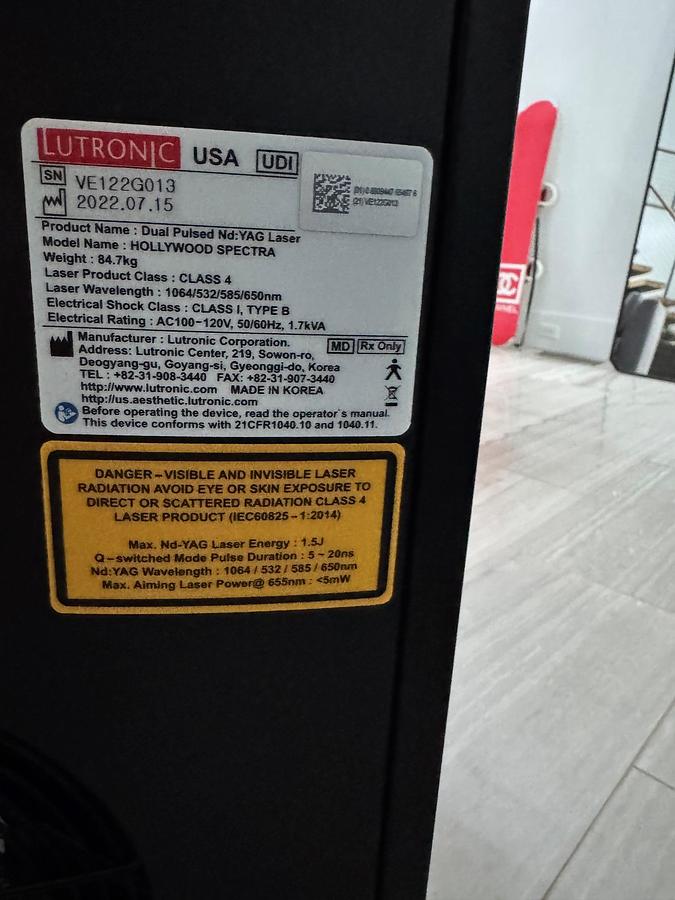 LUTRONIC USA UDI
SN VE122G013
2022.07.15
(21) VE122G013
Product Name : Dual Pulsed Nd:YAG Laser
Model Name : HOLLYWOOD SPECTRA
Weight : 84.7kg
Laser Product Class : CLASS 4
Laser Wavelength : 1064/532/585/650nm
Electrical Shock Class : CLASS I, TYPE B
Electrical Rating : AC100~120V, 50/60Hz, 1.7kVA
Manufacturer : Lutronic Corporation. MD Rx Only
Address: Lutronic Center, 219, Sowon-ro,
Deogyang-gu, Goyang-si, Gyeonggi-do, Korea
TEL : +82-31-908-3440 FAX: +82-31-907-3440
http://www.lutronic.com MADE IN KOREA
http://us.aesthetic.lutronic.com
Before operating the device, read the operator's manual.
This device conforms with 21CFR1040.10 and 1040.11.
DANGER-VISIBLE AND INVISIBLE LASER
RADIATION AVOID EYE OR SKIN EXPOSURE TO
DIRECT OR SCATTERED RADIATION CLASS 4
LASER PRODUCT (IEC60825-1:2014)
Max. Nd-YAG Laser Energy : 1.5J
Q-switched Mode Pulse Duration : 5 ~ 20ns
Nd:YAG Wavelength : 1064 / 532 / 585 / 650nm
Max. Aiming Laser Power@ 655nm : <5mW